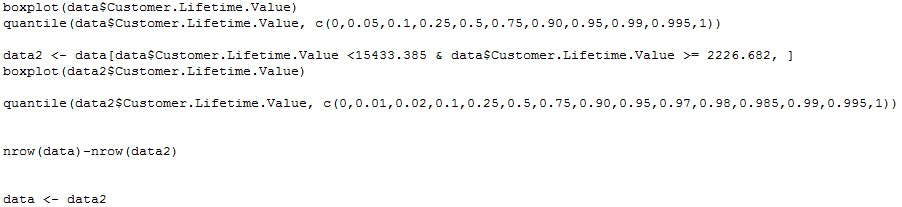 boxplot(data$Customer.Lifetime.Value)
quantile(data$Customer.Lifetime.Value, c(0,0.05,0.1,0.25,0.5,0.75,0.90,0.95,0.99,0.995,1))
data2 <- data[data$Customer.Lifetime.Value <15433.385 & data$Customer.Lifetime.Value >= 2226.682, ]
boxplot(data2$Customer.Lifetime.Value)
quantile(data2$Customer.Lifetime.Value, c(0,0.01,0.02,0.1,0.25,0.5,0.75,0.90,0.95,0.97,0.98,0.985,0.99,0.995,1))
nrow(data)-nrow(data2)
data <- data2